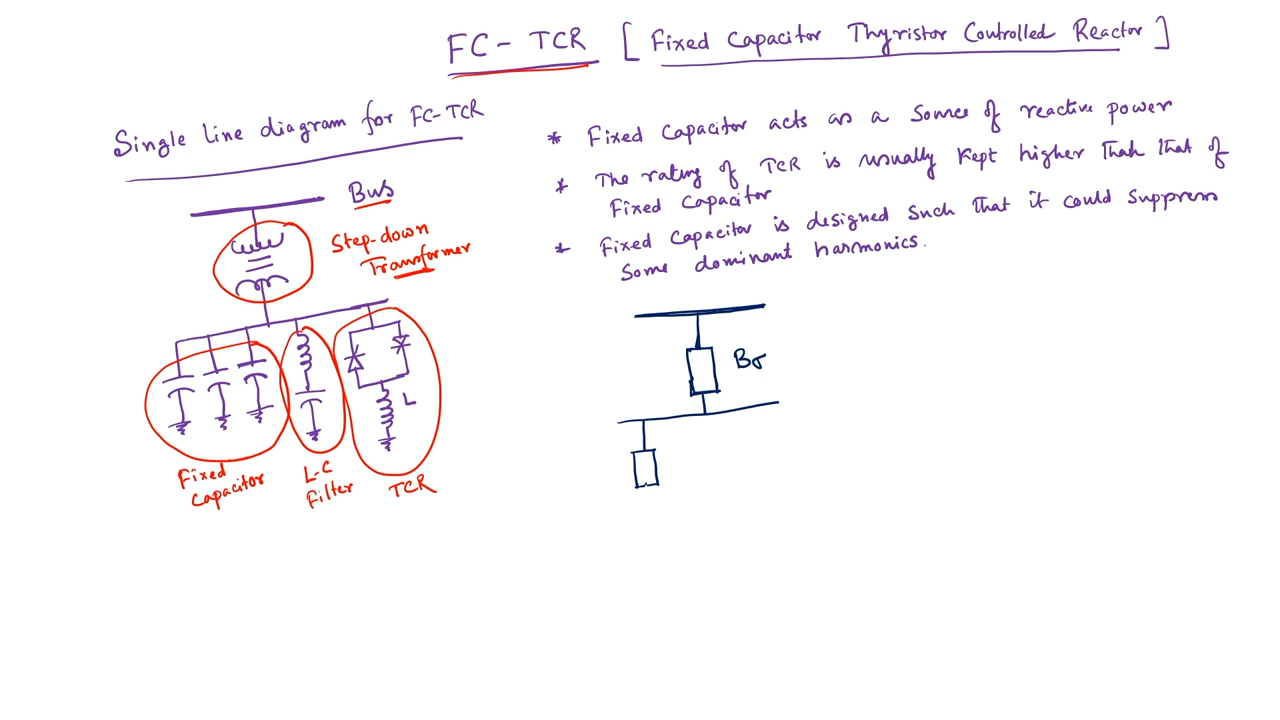 FC - TCR [Fixed Capacitor Thyristor Controlled Reactor]
Single line diagram for FC-TCR
* Fixed Capacitor acts as a Source of reactive power
* The rating of TCR is usually kept higher than that of
Fixed Capacitor
* Fixed Capacitor is designed such that it could suppress
Some dominant harmonics.
Bus
Step-down
Transformer
L
Fixed
Capacitor
L-C
Filter
TCR
Bσ